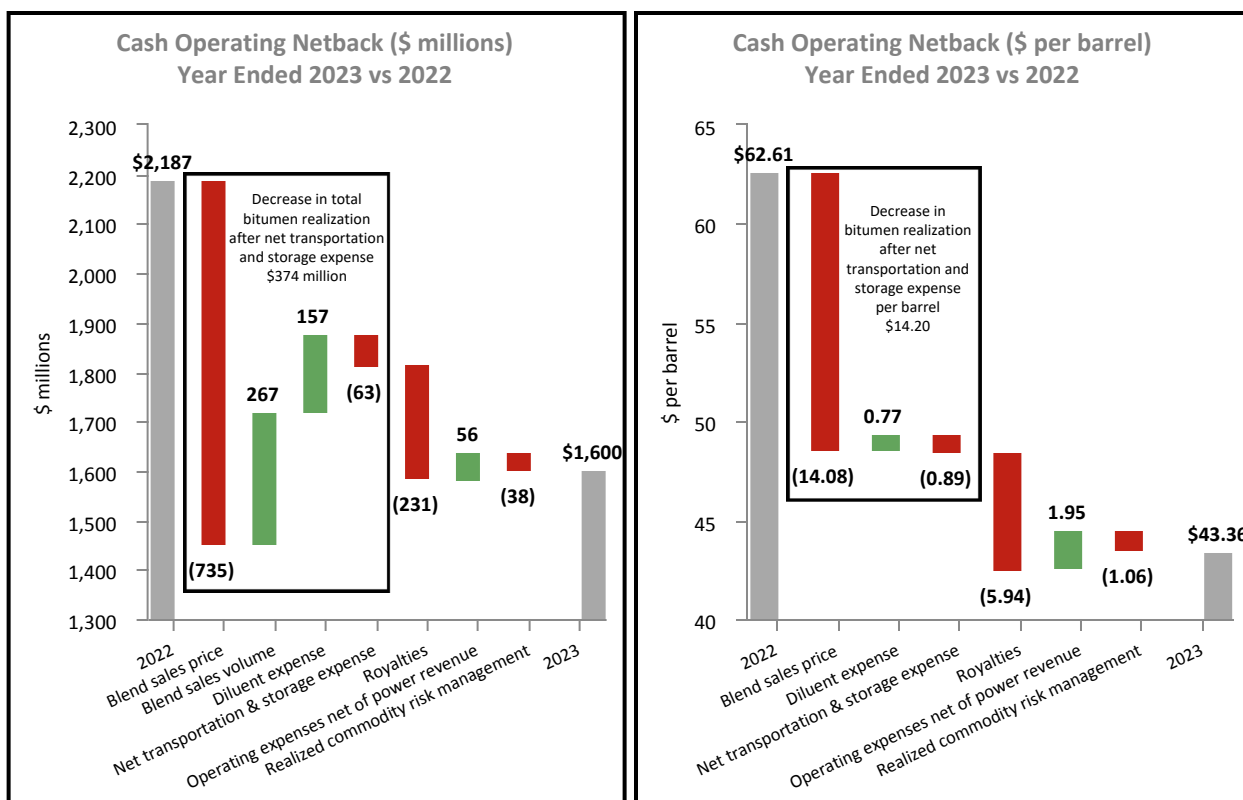 Cash Operating Netback ($ millions)
Year Ended 2023 vs 2022
2,300
2,200
2,100
2,000
1,900
1,800
1,700
1,600
1,500
1,400
1,300
$ millions
$2,187
(735)
267
157
(63)
(231)
56
(38)
$1,600
Decrease in total
bitumen realization
after net transportation
and storage expense
$374 million
2022
Blend sales price
Blend sales volume
Diluent expense
Net transportation & storage expense
Royalties
Operating expenses net of power revenue
Realized commodity risk management
2023
Cash Operating Netback ($ per barrel)
Year Ended 2023 vs 2022
65
60
55
50
45
40
$ per barrel
$62.61
(14.08)
0.77
(0.89)
(5.94)
1.95
(1.06)
$43.36
Decrease in
bitumen realization
after net
transportation and
storage expense
per barrel
$14.20
2022
Blend sales price
Diluent expense
Net transportation & storage expense
Royalties
Operating expenses net of power revenue
Realized commodity risk management
2023